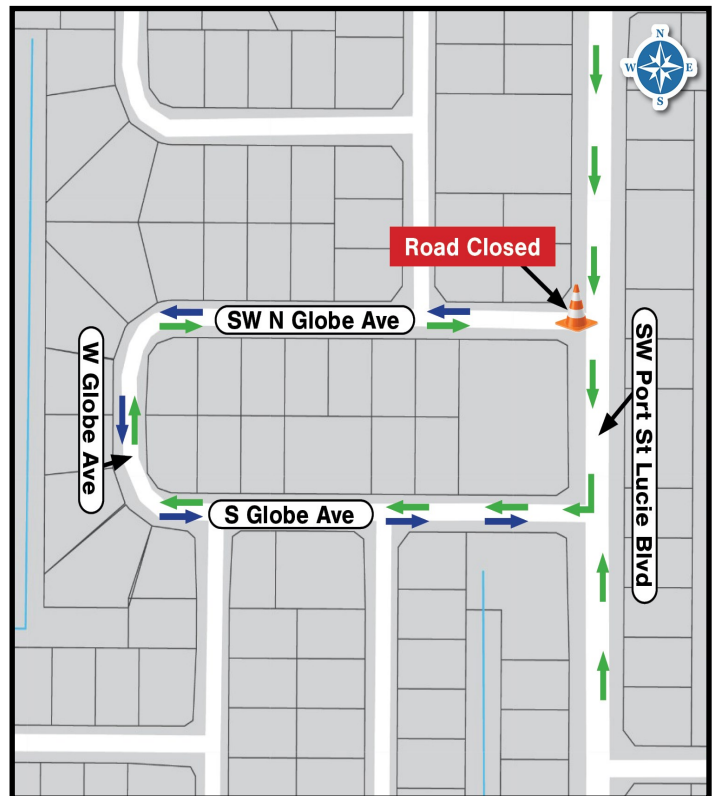 N
W E
S
Road Closed
SW N Globe Ave
W Globe Ave
SW Port St Lucie Blvd
S Globe Ave